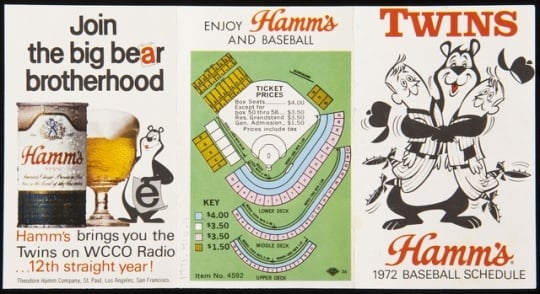 Join
the big bear
brotherhood
Hamm's
Hamm's
BEER
e
Hamm's brings you the
Twins on WCCO Radio
...12th straight year!
Theodore Hamm Company, St. Paul, Los Angeles, San Francisco.
ENJOY Hamm's
AND BASEBALL
TICKET
PRICES
Box Seats........ $4.00
Except for
box 50 thru 58... $3.50
Res. Grandstand $3.50
Gen. Admission.. $1.50
Prices include tax
KEY
$4.00
$3.50
$3.50
$1.50
LOWER DECK
MIDDLE DECK
UPPER DECK
Item No. 4592
34
TWINS
Hamm's
1972 BASEBALL SCHEDULE